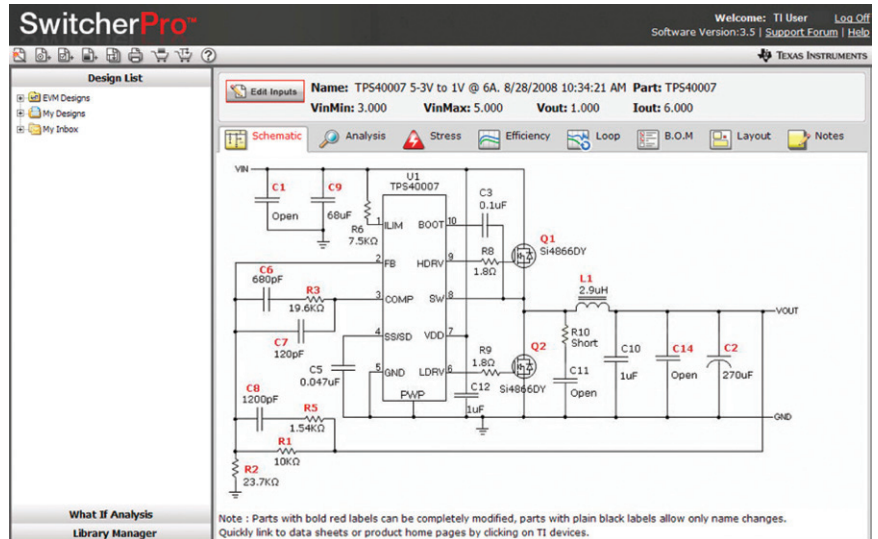 SwitcherPro™
Welcome: TI User Log Off
Software Version:3.5 | Support Forum | Help
TEXAS INSTRUMENTS
Design List
EVM Designs
My Designs
My Inbox
What If Analysis
Library Manager
Edit Inputs
Name: TPS40007 5-3V to 1V @ 6A. 8/28/2008 10:34:21 AM Part: TPS40007
VinMin: 3.000 VinMax: 5.000 Vout: 1.000 Iout: 6.000
Schematic Analysis Stress Efficiency Loop B.O.M Layout Notes
VIN
C1
Open
C9
68uF
R6
7.5KΩ
U1
TPS40007
1 ILIM BOOT 10
2 FB HDRV 9
3 COMP SW 8
4 SS/SD VDD 7
5 GND LDRV 6
PWP
C3
0.1uF
R8
1.8Ω
Q1
Si4866DY
C6
680pF
R3
19.6KΩ
C7
120pF
C5
0.047uF
C8
1200pF
R5
1.54KΩ
R1
10KΩ
R2
23.7KΩ
R9
1.8Ω
Q2
Si4866DY
C12
1uF
L1
2.9uH
R10
Short
C11
Open
C10
1uF
C14
Open
C2
270uF
VOUT
GND
Note : Parts with bold red labels can be completely modified, parts with plain black labels allow only name changes.
Quickly link to data sheets or product home pages by clicking on TI devices.